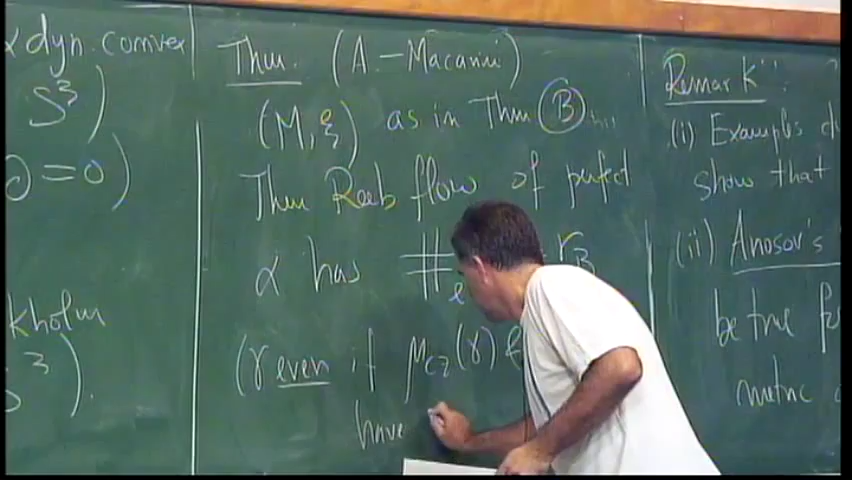 α dyn. convex
S³)
=0)
kholm
³).
Thm. (A.-Macarini)
(M,ξ) as in Thm (B)
Then Reeb flow of perfect
α has #e r_B
(γ even if μ_CZ(γ)
have
Remark":
(i) Examples
show that
(ii) Anosov's
be true
metric